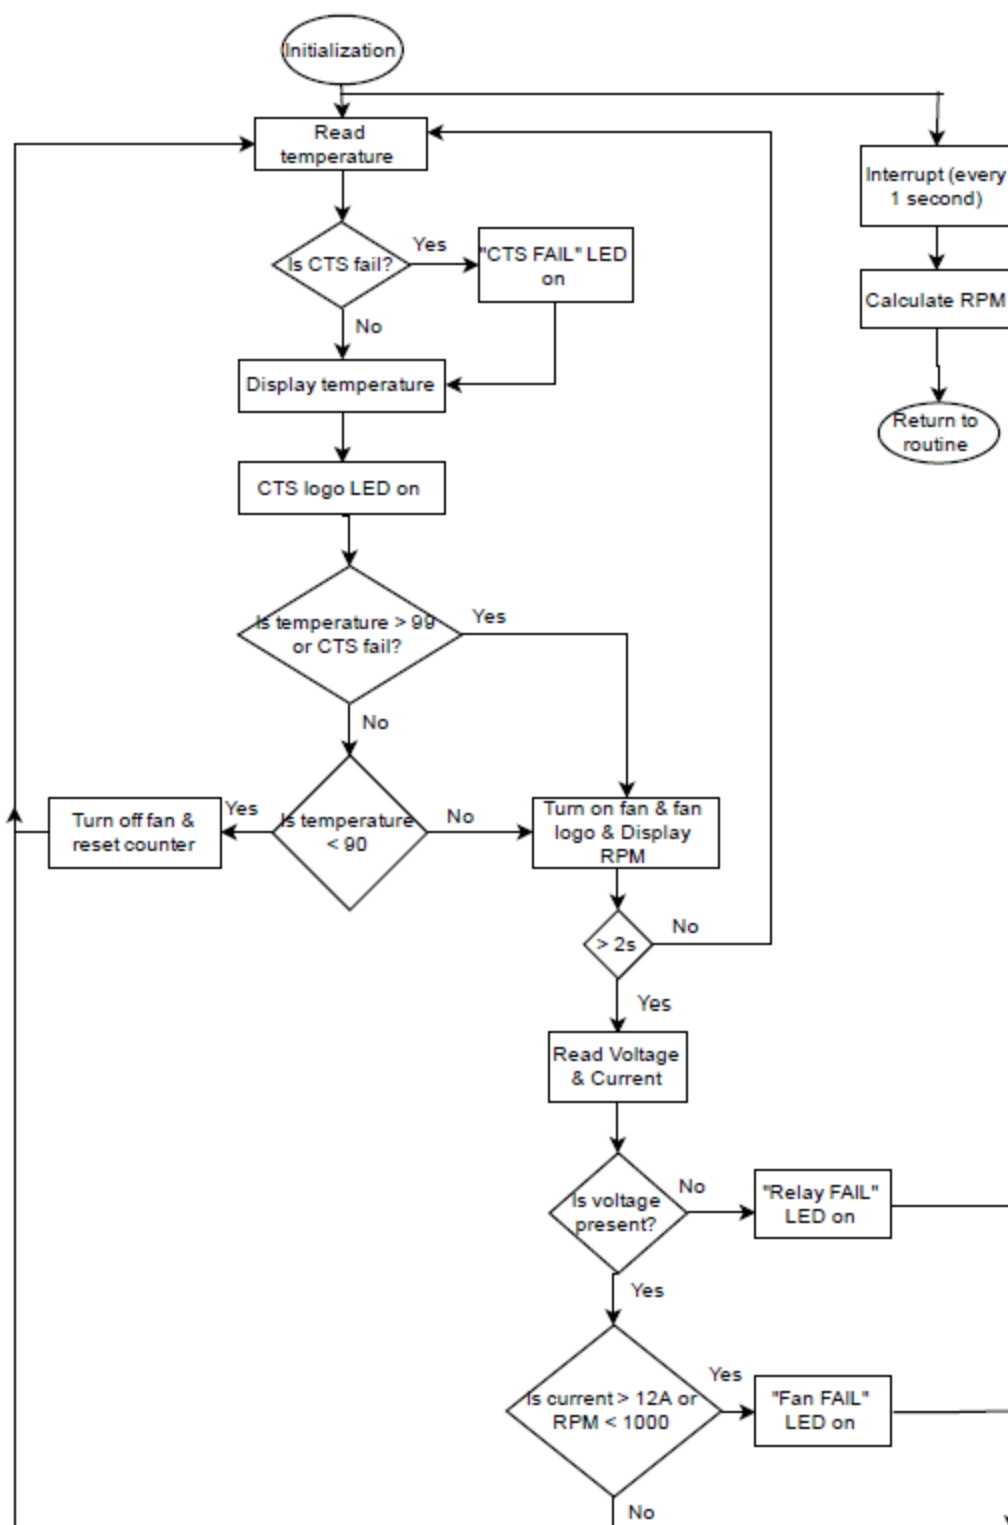 Initialization
Read
temperature
Interrupt (every
1 second)
Is CTS fail?
Yes
"CTS FAIL" LED
on
No
Calculate RPM
Display temperature
Return to
routine
CTS logo LED on
Is temperature > 99
or CTS fail?
Yes
No
Turn off fan &
reset counter
Yes
Is temperature
< 90
No
Turn on fan & fan
logo & Display
RPM
> 2s
No
Yes
Read Voltage
& Current
Is voltage
present?
No
"Relay FAIL"
LED on
Yes
Is current > 12A or
RPM < 1000
Yes
"Fan FAIL"
LED on
No